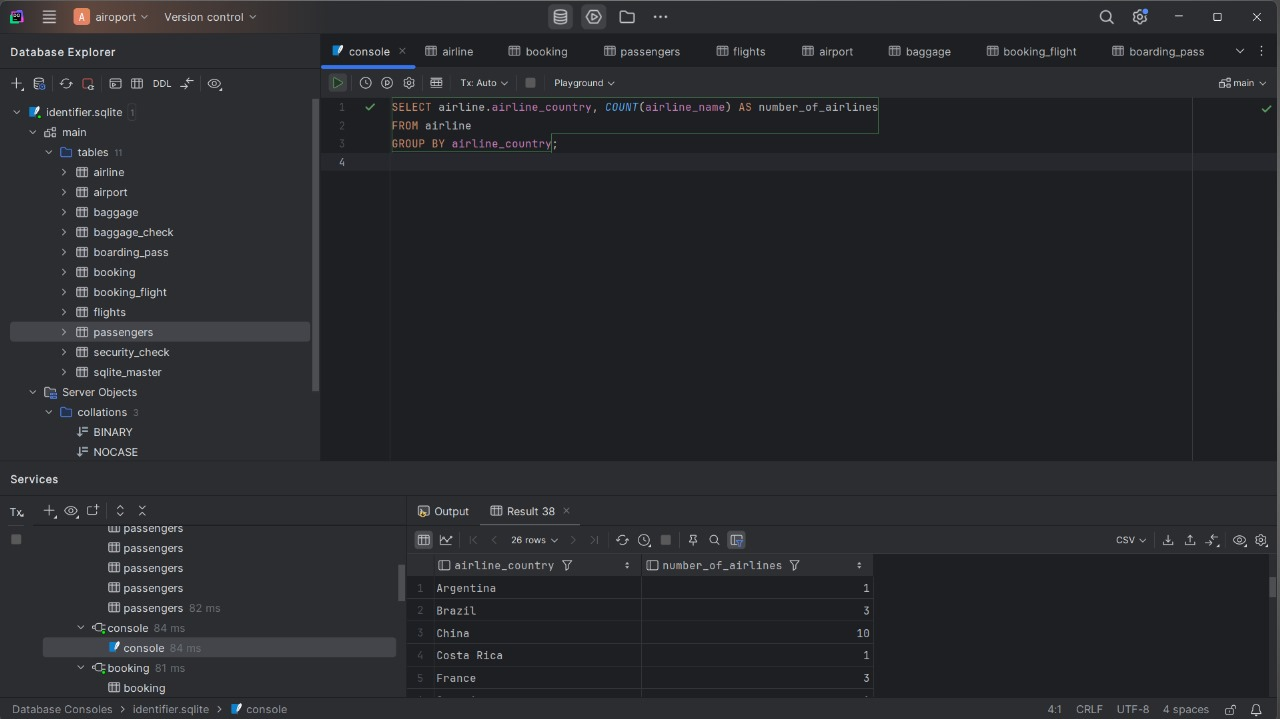 A airoport Version control
Database Explorer
console airline booking passengers flights airport baggage booking_flight boarding_pass
DDL
Tx: Auto Playground main
identifier.sqlite 1
main
tables 11
airline
airport
baggage
baggage_check
boarding_pass
booking
booking_flight
flights
passengers
security_check
sqlite_master
Server Objects
collations 3
BINARY
NOCASE
1 SELECT airline.airline_country, COUNT(airline_name) AS number_of_airlines
2 FROM airline
3 GROUP BY airline_country;
4
Services
Tx
passengers
passengers
passengers
passengers
passengers 82 ms
console 84 ms
console 84 ms
booking 81 ms
booking
Output Result 38
26 rows CSV
airline_country number_of_airlines
1 Argentina 1
2 Brazil 3
3 China 10
4 Costa Rica 1
5 France 3
Database Consoles identifier.sqlite console 4:1 CRLF UTF-8 4 spaces